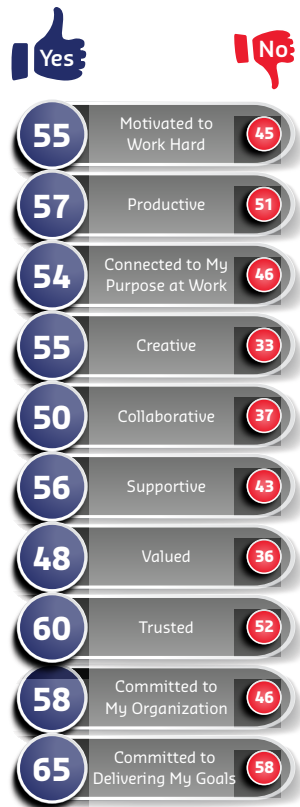 Yes
No
55
Motivated to
Work Hard
45
57
Productive
51
54
Connected to My
Purpose at Work
46
55
Creative
33
50
Collaborative
37
56
Supportive
43
48
Valued
36
60
Trusted
52
58
Committed to
My Organization
46
65
Committed to
Delivering My Goals
58